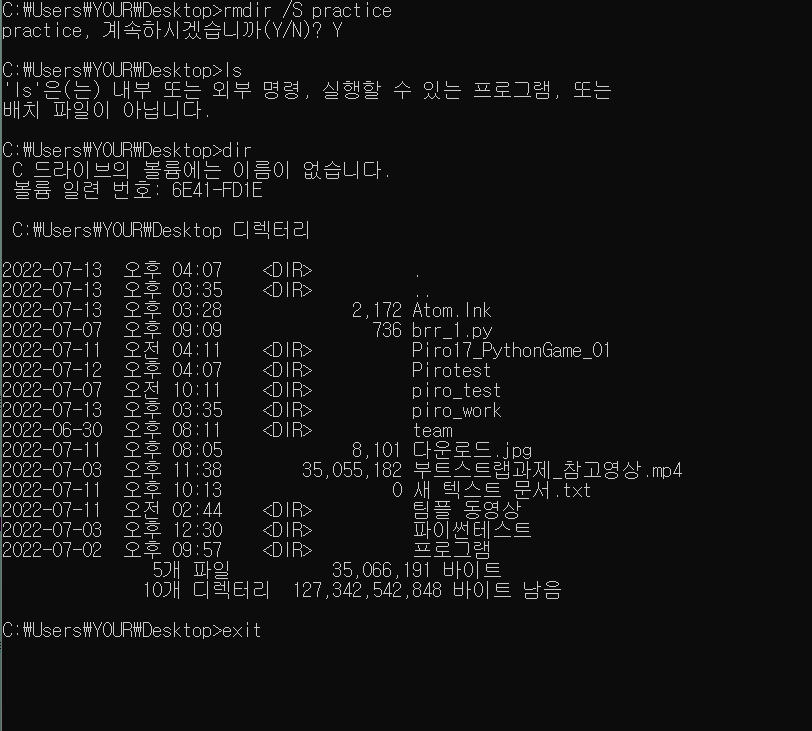 C:₩Users₩YOUR₩Desktop>rmdir /S practice
practice, 계속하시겠습니까(Y/N)? Y
C:₩Users₩YOUR₩Desktop>ls
'ls'은(는) 내부 또는 외부 명령, 실행할 수 있는 프로그램, 또는
배치 파일이 아닙니다.
C:₩Users₩YOUR₩Desktop>dir
C 드라이브의 볼륨에는 이름이 없습니다.
볼륨 일련 번호: 6E41-FD1E
C:₩Users₩YOUR₩Desktop 디렉터리
2022-07-13 오후 04:07 <DIR> .
2022-07-13 오후 03:35 <DIR> ..
2022-07-13 오후 03:28 2,172 Atom.lnk
2022-07-07 오후 09:09 736 brr_1.py
2022-07-11 오전 04:11 <DIR> Piro17_PythonGame_01
2022-07-12 오후 04:07 <DIR> Pirotest
2022-07-07 오전 10:11 <DIR> piro_test
2022-07-13 오후 03:35 <DIR> piro_work
2022-06-30 오후 08:11 <DIR> team
2022-07-11 오후 08:05 8,101 다운로드.jpg
2022-07-03 오후 11:38 35,055,182 부트스트랩과제_참고영상.mp4
2022-07-11 오후 10:13 0 새 텍스트 문서.txt
2022-07-11 오전 02:44 <DIR> 팀플 동영상
2022-07-03 오후 12:30 <DIR> 파이썬테스트
2022-07-02 오후 09:57 <DIR> 프로그램
5개 파일 35,066,191 바이트
10개 디렉터리 127,342,542,848 바이트 남음
C:₩Users₩YOUR₩Desktop>exit